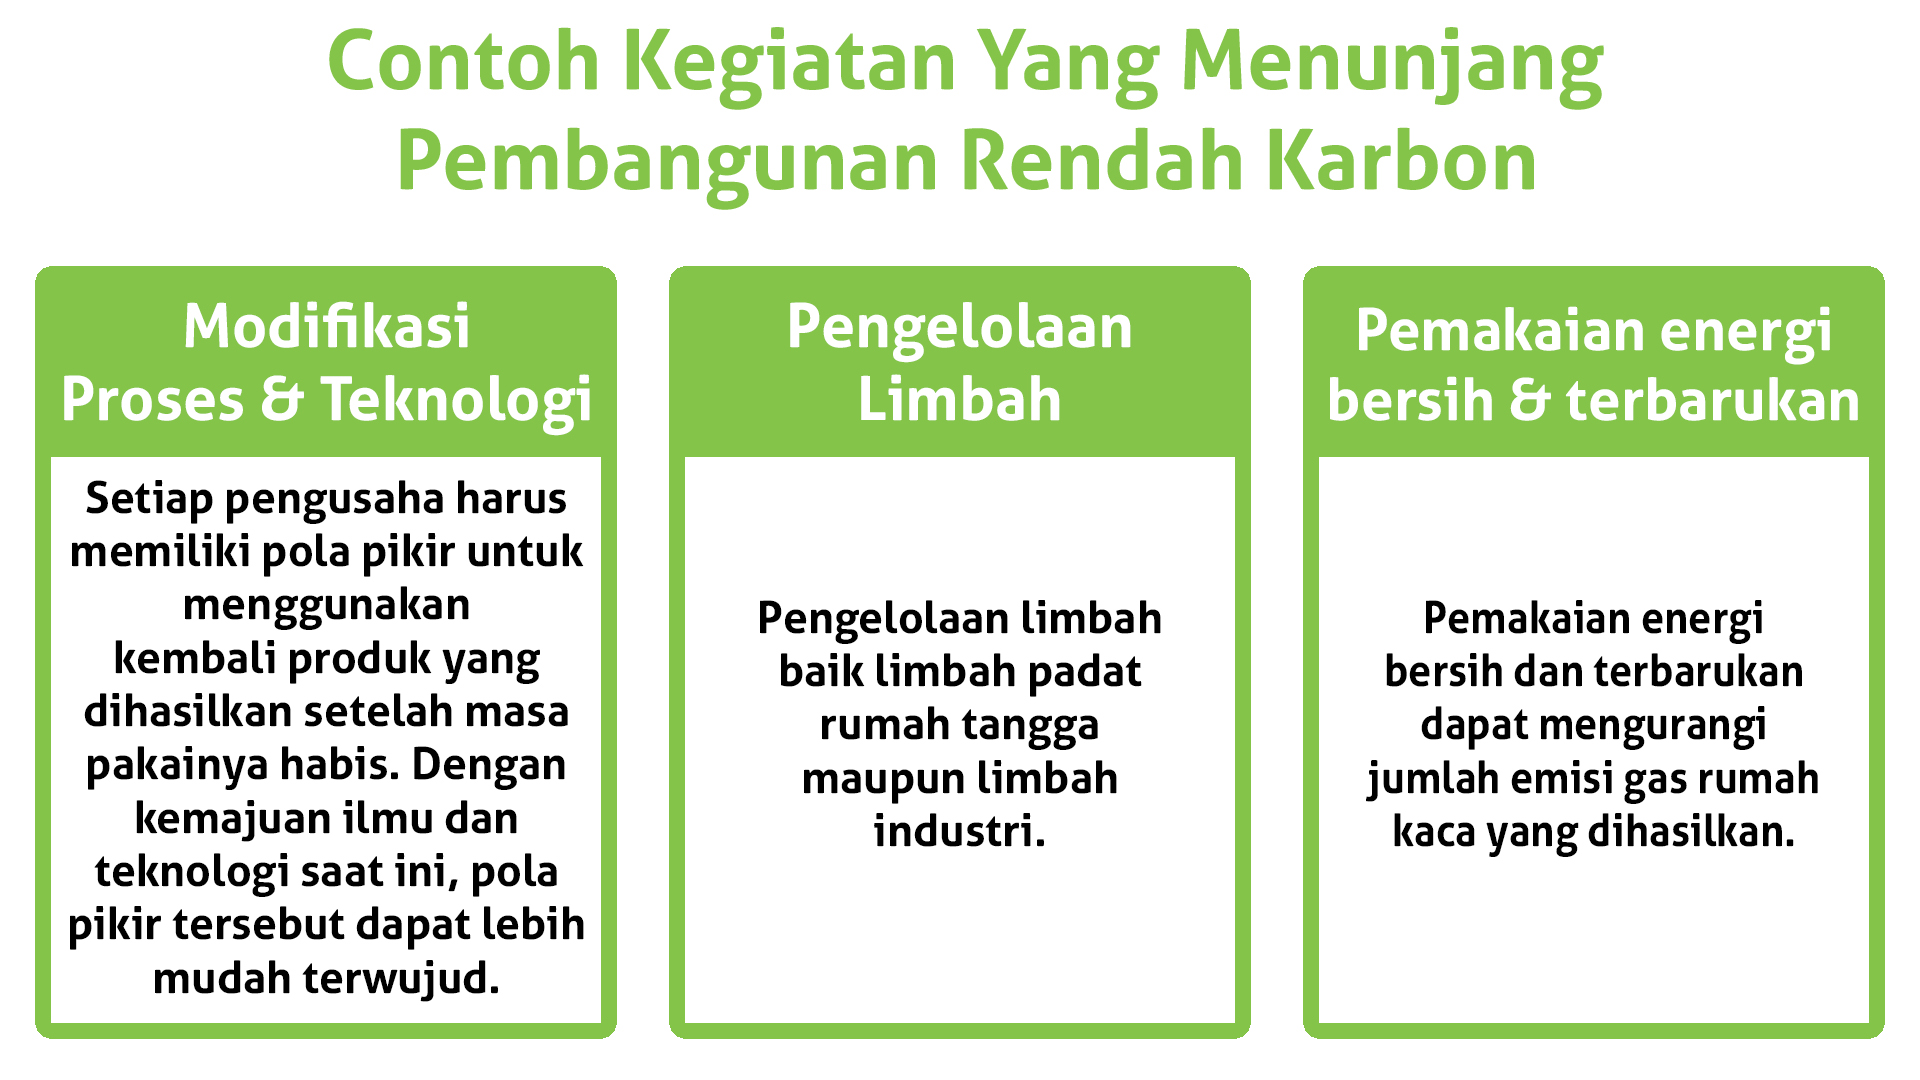 Contoh Kegiatan Yang Menunjang
Pembangunan Rendah Karbon
Modifikasi
Proses & Teknologi
Setiap pengusaha harus
memiliki pola pikir untuk
menggunakan
kembali produk yang
dihasilkan setelah masa
pakainya habis. Dengan
kemajuan ilmu dan
teknologi saat ini, pola
pikir tersebut dapat lebih
mudah terwujud.
Pengelolaan
Limbah
Pengelolaan limbah
baik limbah padat
rumah tangga
maupun limbah
industri.
Pemakaian energi
bersih & terbarukan
Pemakaian energi
bersih dan terbarukan
dapat mengurangi
jumlah emisi gas rumah
kaca yang dihasilkan.